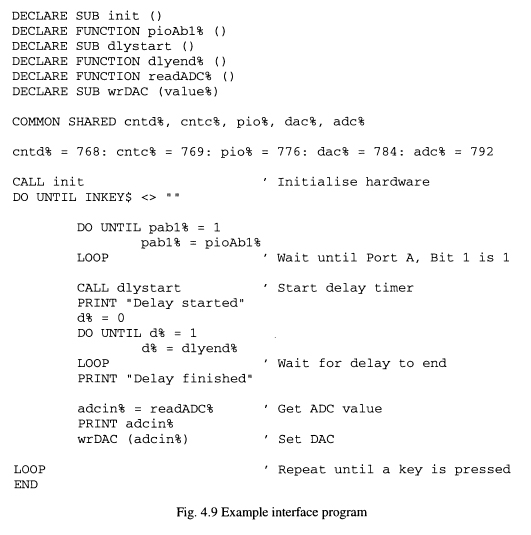 DECLARE SUB init ()
DECLARE FUNCTION pioAb1% ()
DECLARE SUB dlystart ()
DECLARE FUNCTION dlyend% ()
DECLARE FUNCTION readADC% ()
DECLARE SUB wrDAC (value%)
COMMON SHARED cntd%, cntc%, pio%, dac%, adc%
cntd% = 768: cntc% = 769: pio% = 776: dac% = 784: adc% = 792
CALL init ' Initialise hardware
DO UNTIL INKEY$ <> ""
DO UNTIL pab1% = 1
pab1% = pioAb1%
LOOP ' Wait until Port A, Bit 1 is 1
CALL dlystart ' Start delay timer
PRINT "Delay started"
d% = 0
DO UNTIL d% = 1
d% = dlyend%
LOOP ' Wait for delay to end
PRINT "Delay finished"
adcin% = readADC% ' Get ADC value
PRINT adcin%
wrDAC (adcin%) ' Set DAC
LOOP ' Repeat until a key is pressed
END
Fig. 4.9 Example interface program